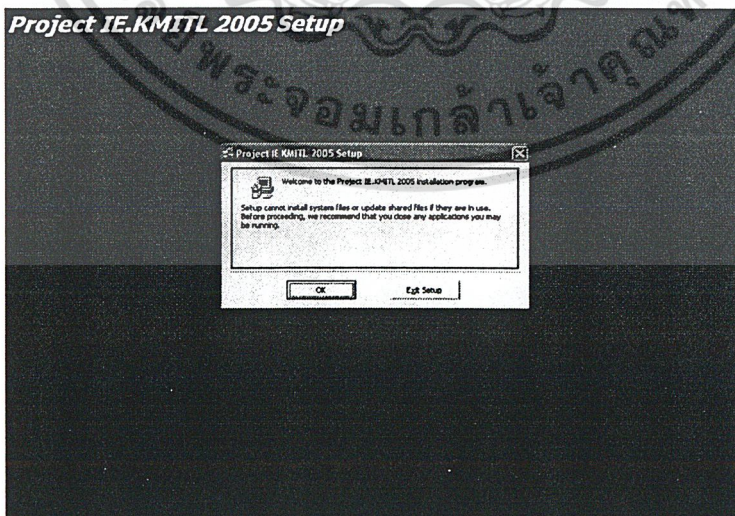 Project IE.KMITL 2005 Setup
พระจอมเกล้าเจ้าคุณ
Project IE KMITL 2005 Setup
Welcome to the Project IE.KMITL 2005 installation program.
Setup cannot install system files or update shared files if they are in use.
Before proceeding, we recommend that you close any applications you may
be running.
OK
Exit Setup